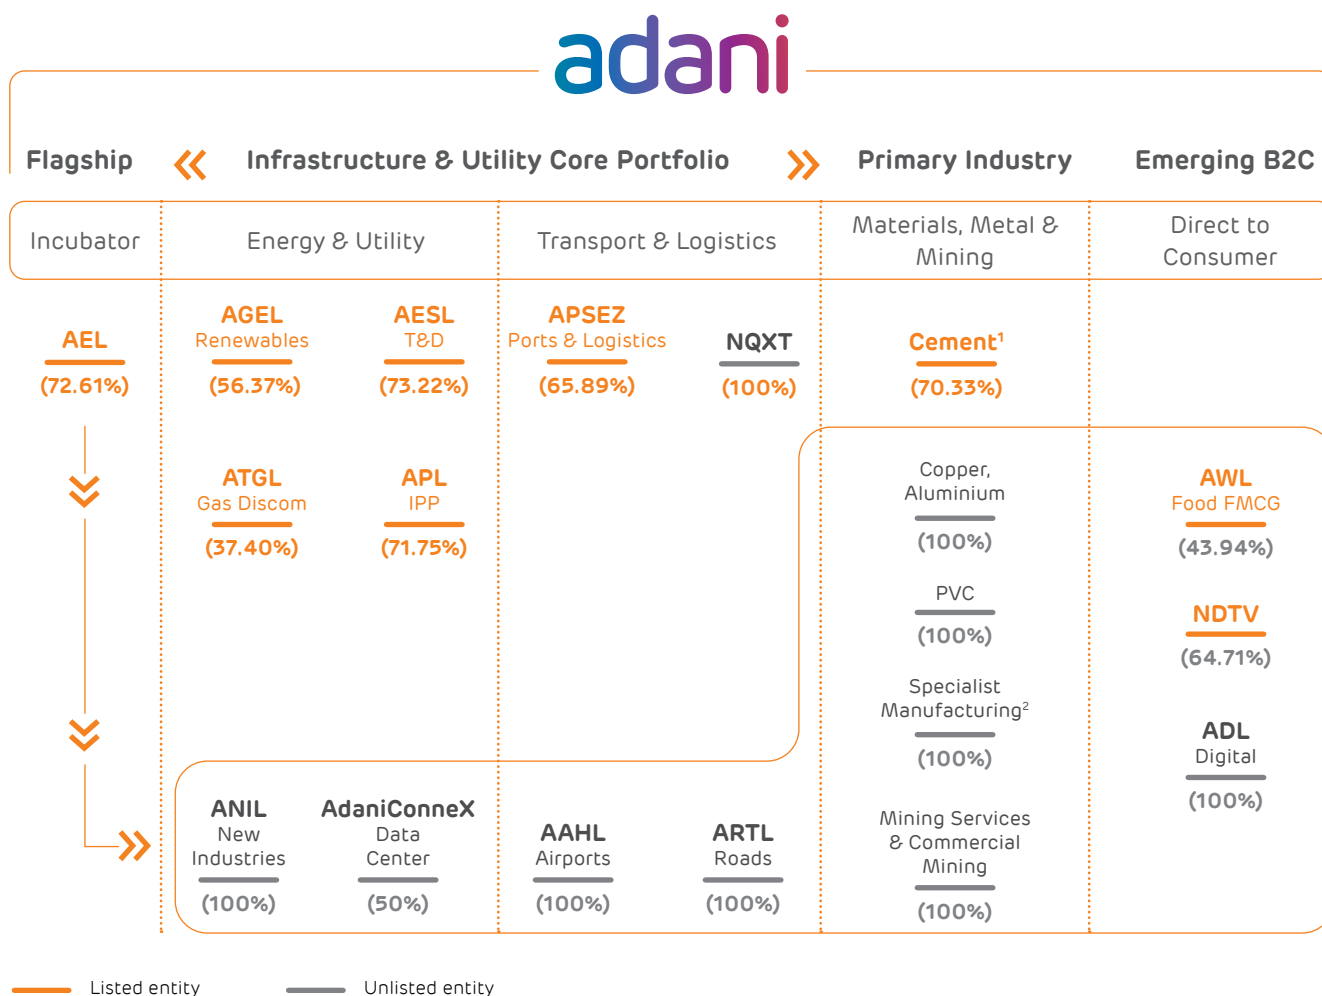 adani
Flagship
Infrastructure & Utility Core Portfolio
Primary Industry
Emerging B2C
Incubator
Energy & Utility
Transport & Logistics
Materials, Metal &
Mining
Direct to
Consumer
AEL
(72.61%)
AGEL
Renewables
(56.37%)
AESL
T&D
(73.22%)
APSEZ
Ports & Logistics
(65.89%)
NQXT
(100%)
Cement¹
(70.33%)
ATGL
Gas Discom
(37.40%)
APL
IPP
(71.75%)
Copper,
Aluminium
(100%)
PVC
(100%)
Specialist
Manufacturing²
(100%)
Mining Services
& Commercial
Mining
(100%)
AWL
Food FMCG
(43.94%)
NDTV
(64.71%)
ADL
Digital
(100%)
ANIL
New
Industries
(100%)
AdaniConneX
Data
Center
(50%)
AAHL
Airports
(100%)
ARTL
Roads
(100%)
Listed entity
Unlisted entity